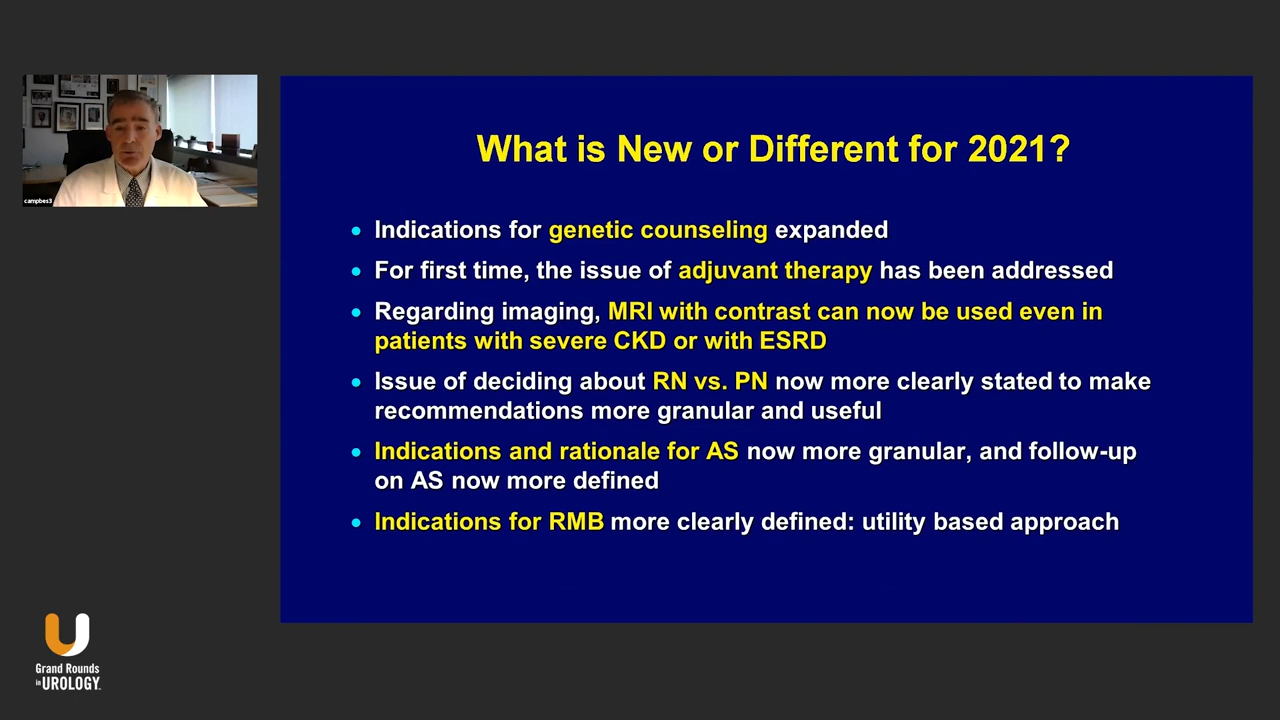 What is New or Different for 2021?
• Indications for genetic counseling expanded
• For first time, the issue of adjuvant therapy has been addressed
• Regarding imaging, MRI with contrast can now be used even in
patients with severe CKD or with ESRD
• Issue of deciding about RN vs. PN now more clearly stated to make
recommendations more granular and useful
• Indications and rationale for AS now more granular, and follow-up
on AS now more defined
• Indications for RMB more clearly defined: utility based approach
campbes3
Grand Rounds
in UROLOGY